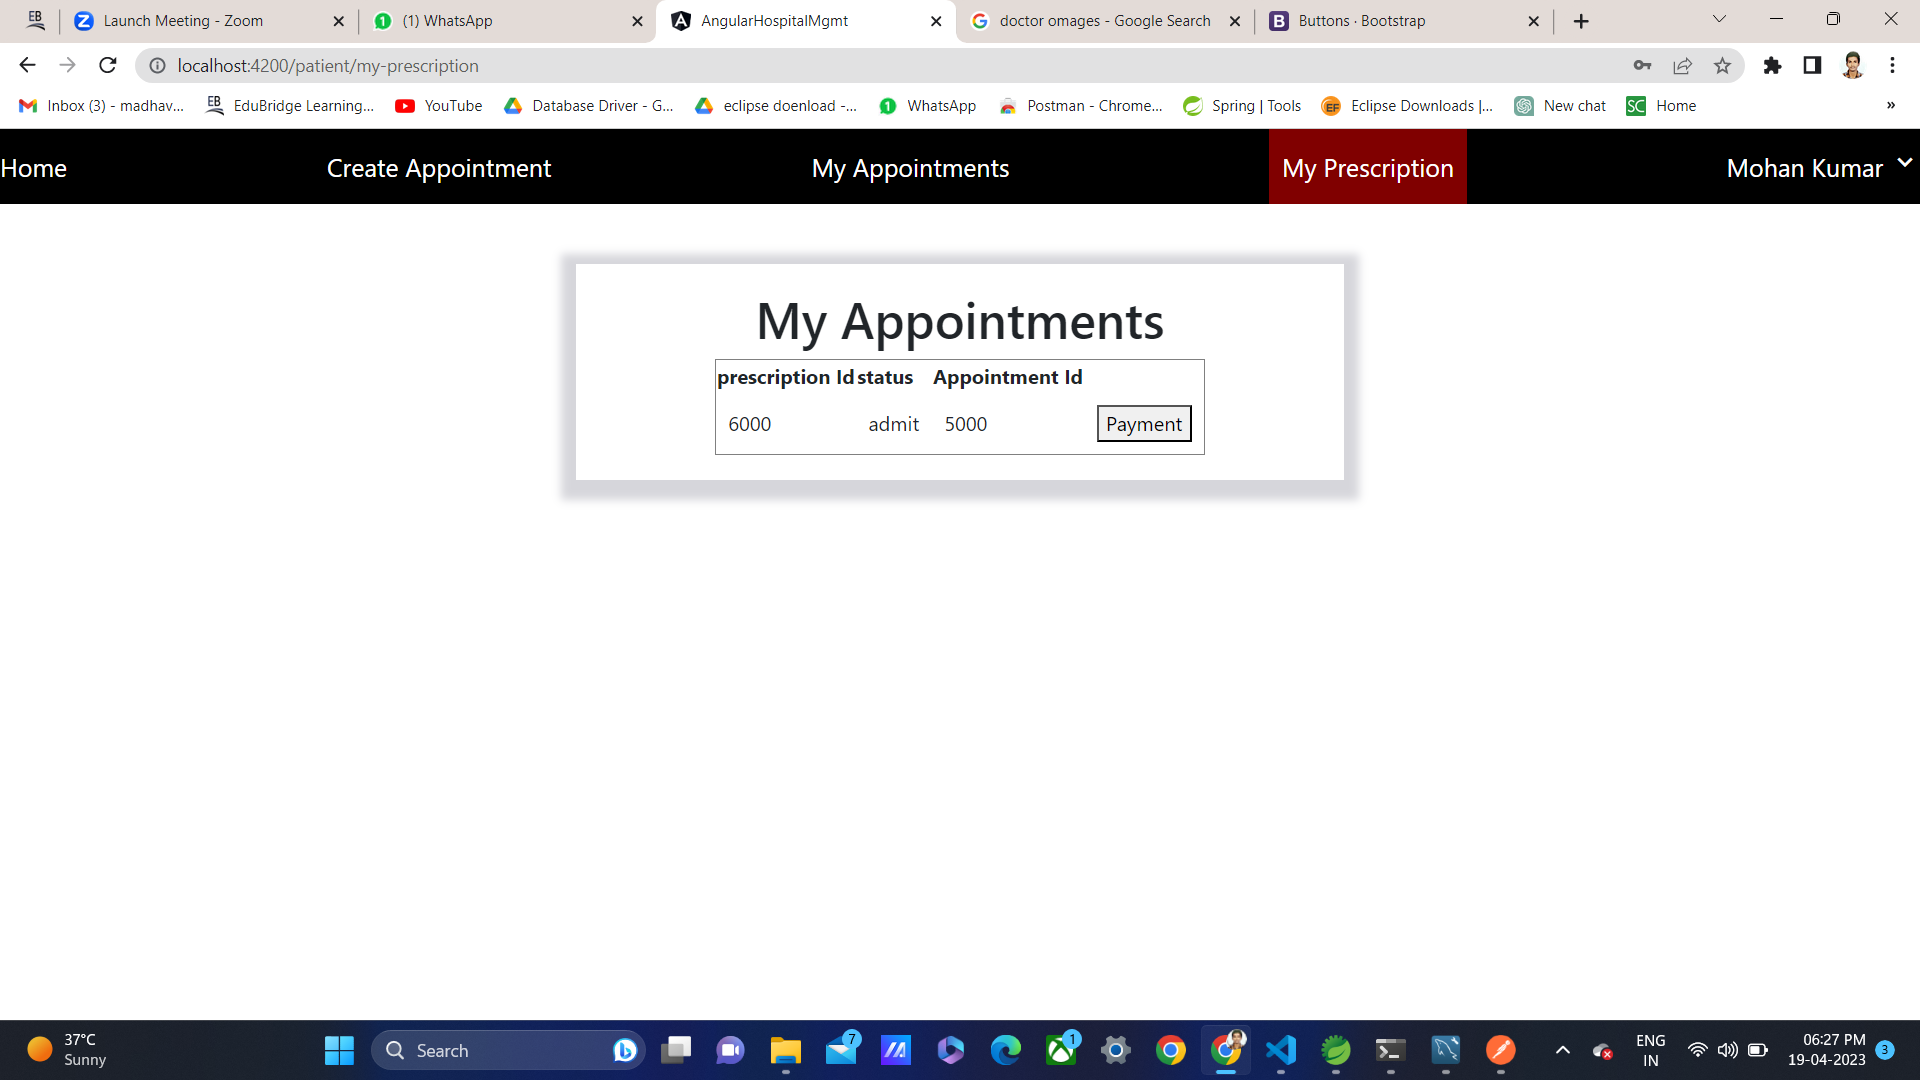 EB
Launch Meeting - Zoom
(1) WhatsApp
AngularHospitalMgmt
doctor omages - Google Search
B
Buttons · Bootstrap
localhost:4200/patient/my-prescription
Inbox (3) - madhav...
EB
EduBridge Learning...
YouTube
Database Driver - G...
eclipse doenload -...
WhatsApp
Postman - Chrome...
Spring | Tools
EF
Eclipse Downloads |...
New chat
SC
Home
»
Home
Create Appointment
My Appointments
My Prescription
Mohan Kumar
My Appointments
prescription Id status Appointment Id
6000 admit 5000 Payment
37°C
Sunny
Search
7
1
ENG
IN
06:27 PM
19-04-2023
3